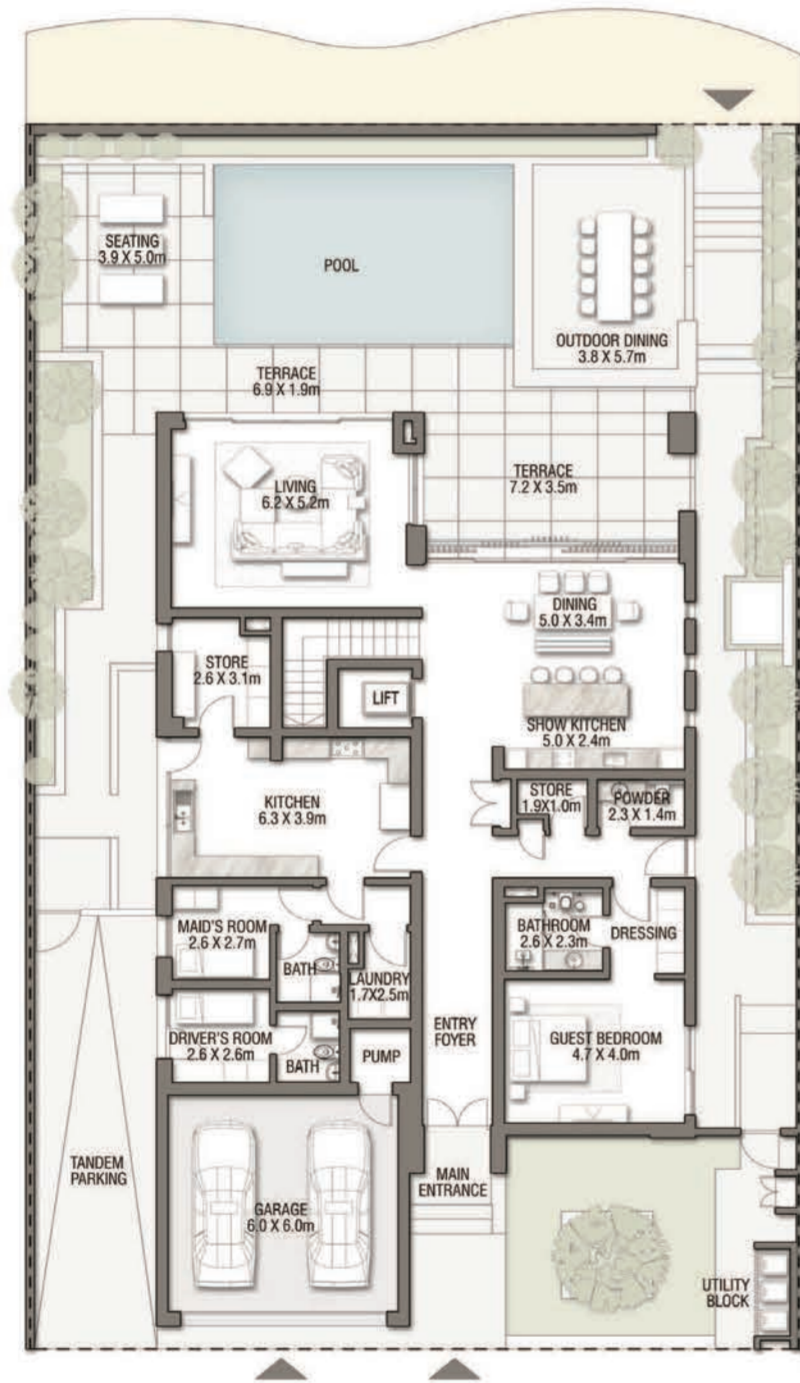 SEATING
3.9 X 5.0m
POOL
OUTDOOR DINING
3.8 X 5.7m
TERRACE
6.9 X 1.9m
TERRACE
7.2 X 3.5m
LIVING
6.2 X 5.2m
DINING
5.0 X 3.4m
STORE
2.6 X 3.1m
LIFT
SHOW KITCHEN
5.0 X 2.4m
KITCHEN
6.3 X 3.9m
STORE
1.9X1.0m
POWDER
2.3 X 1.4m
MAID'S ROOM
2.6 X 2.7m
BATH
LAUNDRY
1.7X2.5m
BATHROOM
2.6 X 2.3m
DRESSING
DRIVER'S ROOM
2.6 X 2.6m
BATH
PUMP
ENTRY
FOYER
GUEST BEDROOM
4.7 X 4.0m
TANDEM
PARKING
GARAGE
6.0 X 6.0m
MAIN
ENTRANCE
UTILITY
BLOCK